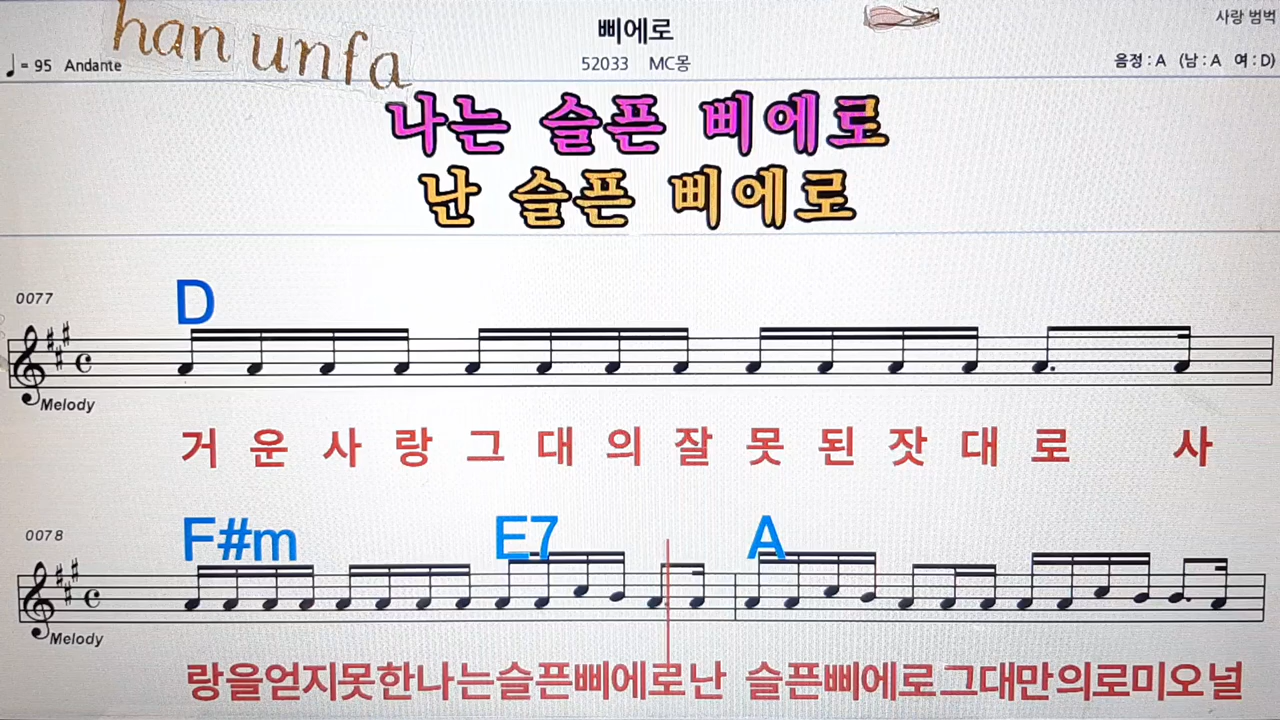 han unfa
삐에로
사랑 범벅
♩= 95 Andante
52033 MC몽
음정 : A (남 : A 여 : D)
나는 슬픈 삐에로
난 슬픈 삐에로
0077
D
Melody
거 운 사 랑 그 대 의 잘 못 된 잣 대 로 사
0078
F#m E7 A
Melody
랑을얻지못한나는슬픈삐에로난 슬픈삐에로그대만의로미오널